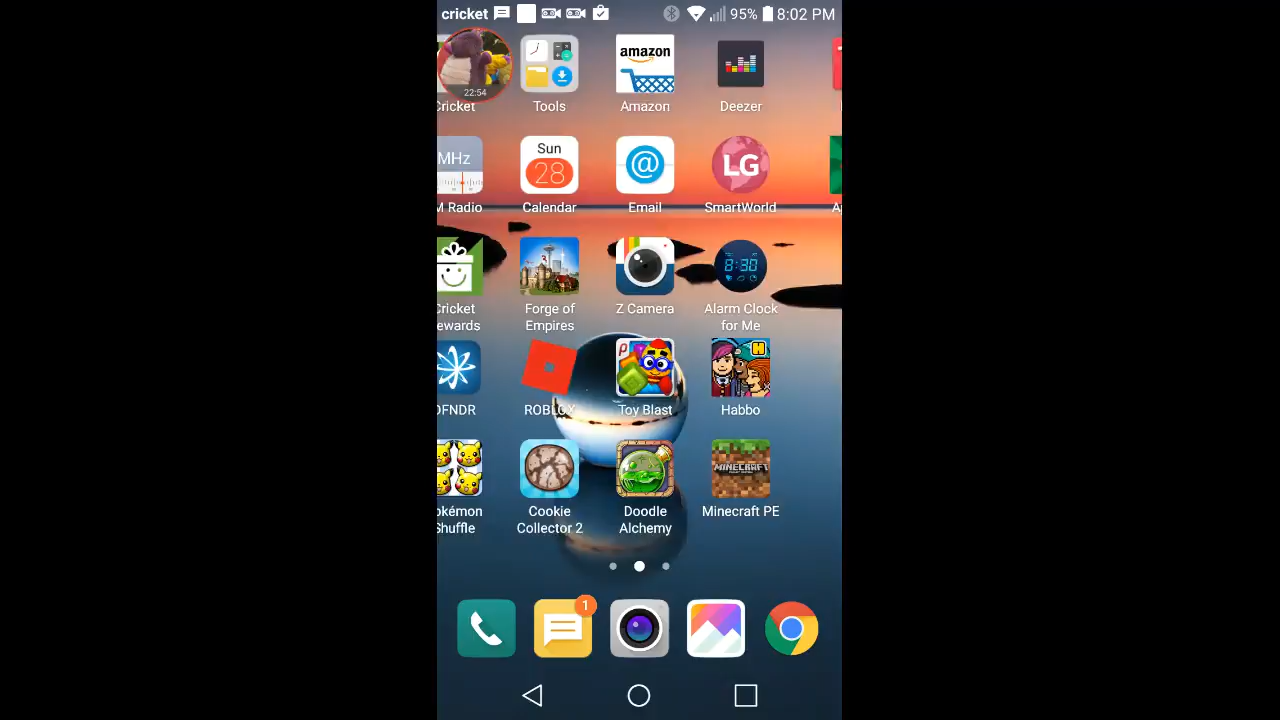 cricket 95% 8:02 PM
22:54
Cricket Tools Amazon Deezer
amazon
MHz Sun
28
@ LG
M Radio Calendar Email SmartWorld
8:30
Cricket Forge of Z Camera Alarm Clock
ewards Empires for Me
H
OFNDR ROBLOX Toy Blast Habbo
MINECRAFT
okémon Cookie Doodle Minecraft PE
Shuffle Collector 2 Alchemy
1